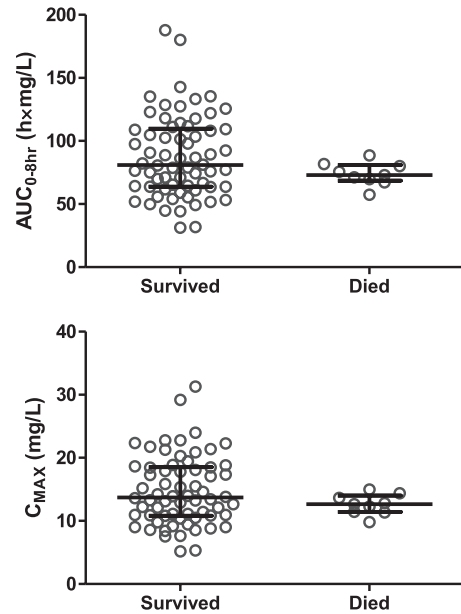 200
150
100
50
0
AUC0-8hr (h×mg/L)
Survived
Died
40
30
20
10
0
CMAX (mg/L)
Survived
Died